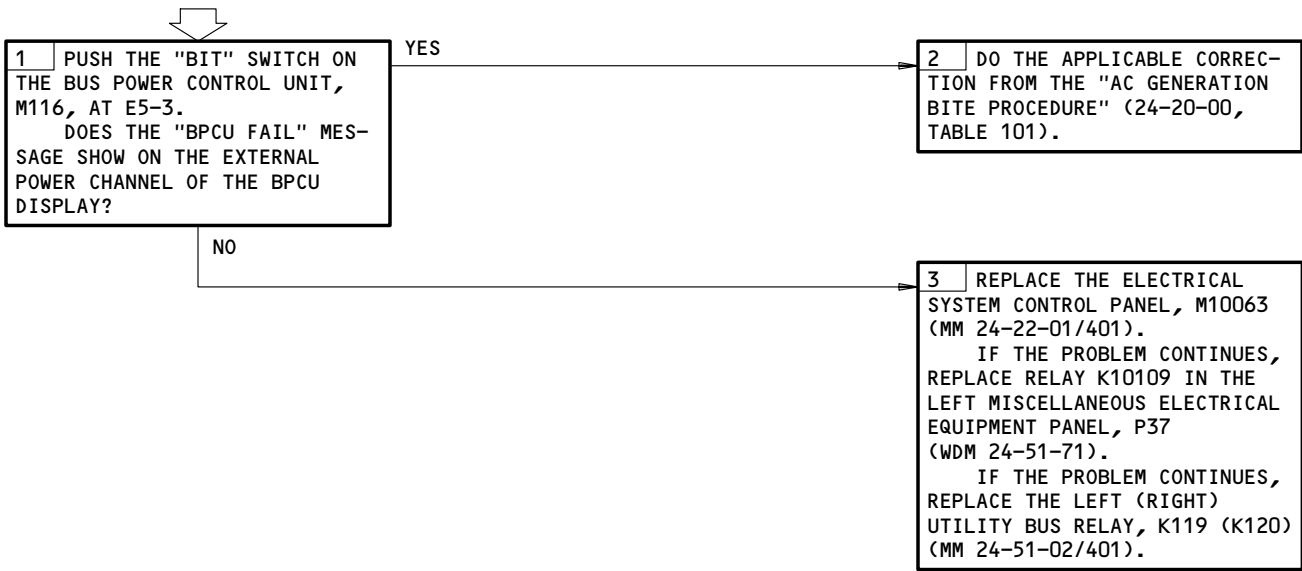 1 PUSH THE "BIT" SWITCH ON
THE BUS POWER CONTROL UNIT,
M116, AT E5-3.
DOES THE "BPCU FAIL" MES-
SAGE SHOW ON THE EXTERNAL
POWER CHANNEL OF THE BPCU
DISPLAY?
YES
NO
2 DO THE APPLICABLE CORREC-
TION FROM THE "AC GENERATION
BITE PROCEDURE" (24-20-00,
TABLE 101).
3 REPLACE THE ELECTRICAL
SYSTEM CONTROL PANEL, M10063
(MM 24-22-01/401).
IF THE PROBLEM CONTINUES,
REPLACE RELAY K10109 IN THE
LEFT MISCELLANEOUS ELECTRICAL
EQUIPMENT PANEL, P37
(WDM 24-51-71).
IF THE PROBLEM CONTINUES,
REPLACE THE LEFT (RIGHT)
UTILITY BUS RELAY, K119 (K120)
(MM 24-51-02/401).